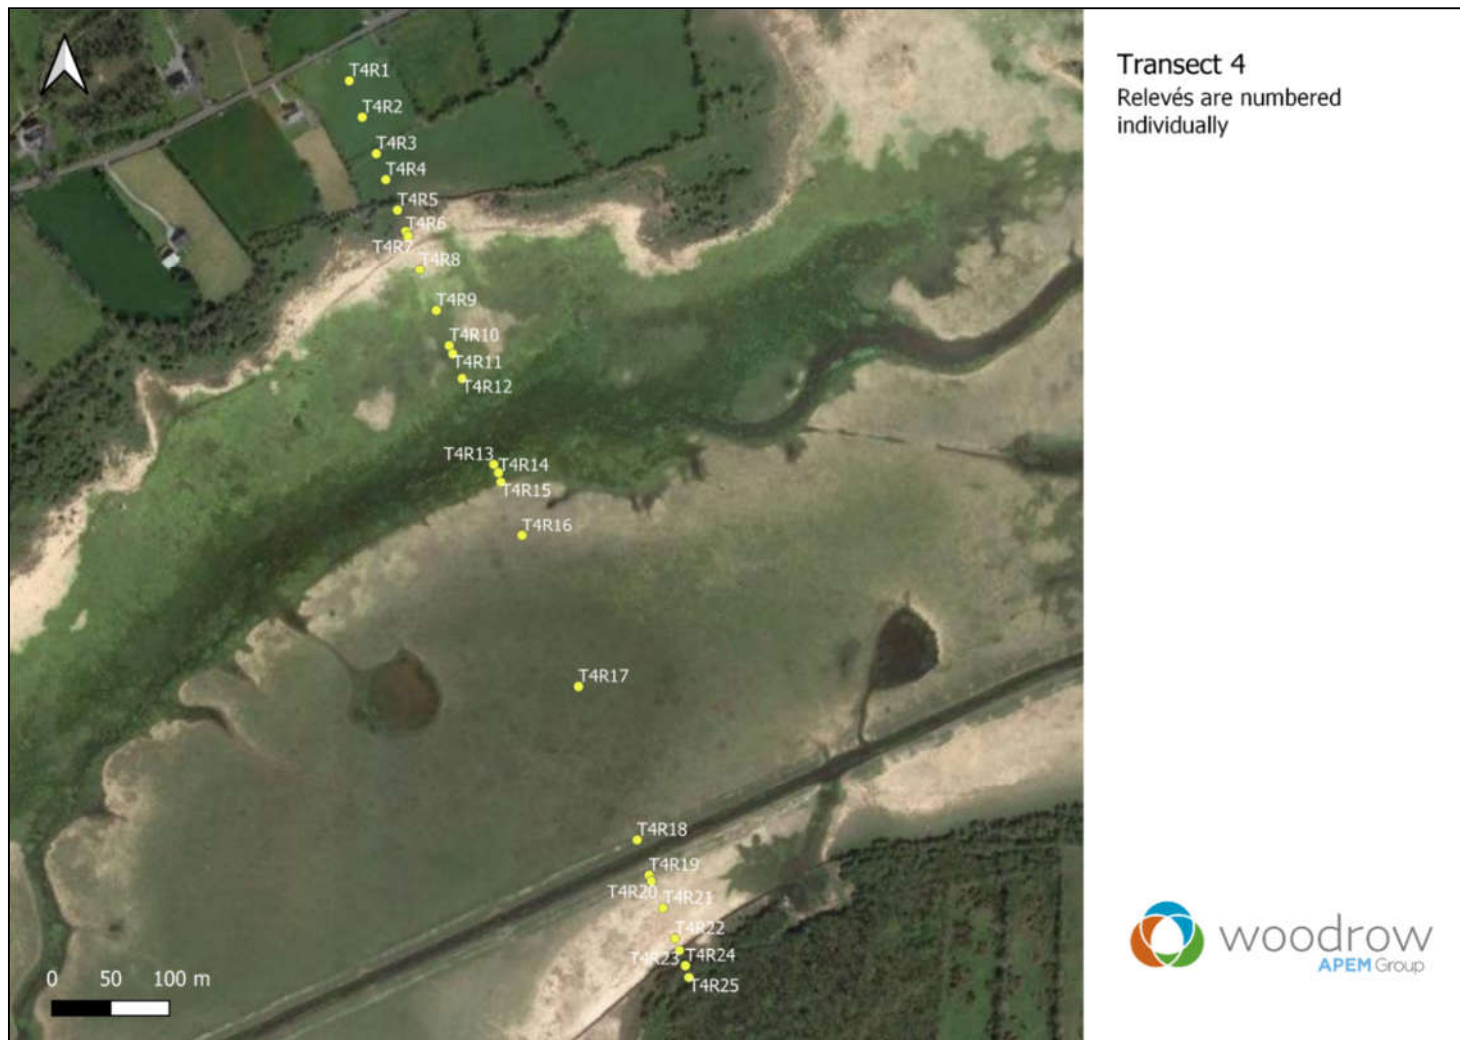 Transect 4
Relevés are numbered
individually
T4R1
T4R2
T4R3
T4R4
T4R5
T4R6
T4R7
T4R8
T4R9
T4R10
T4R11
T4R12
T4R13
T4R14
T4R15
T4R16
T4R17
T4R18
T4R19
T4R20
T4R21
T4R22
T4R23
T4R24
T4R25
0 50 100 m
woodrow
APEM Group